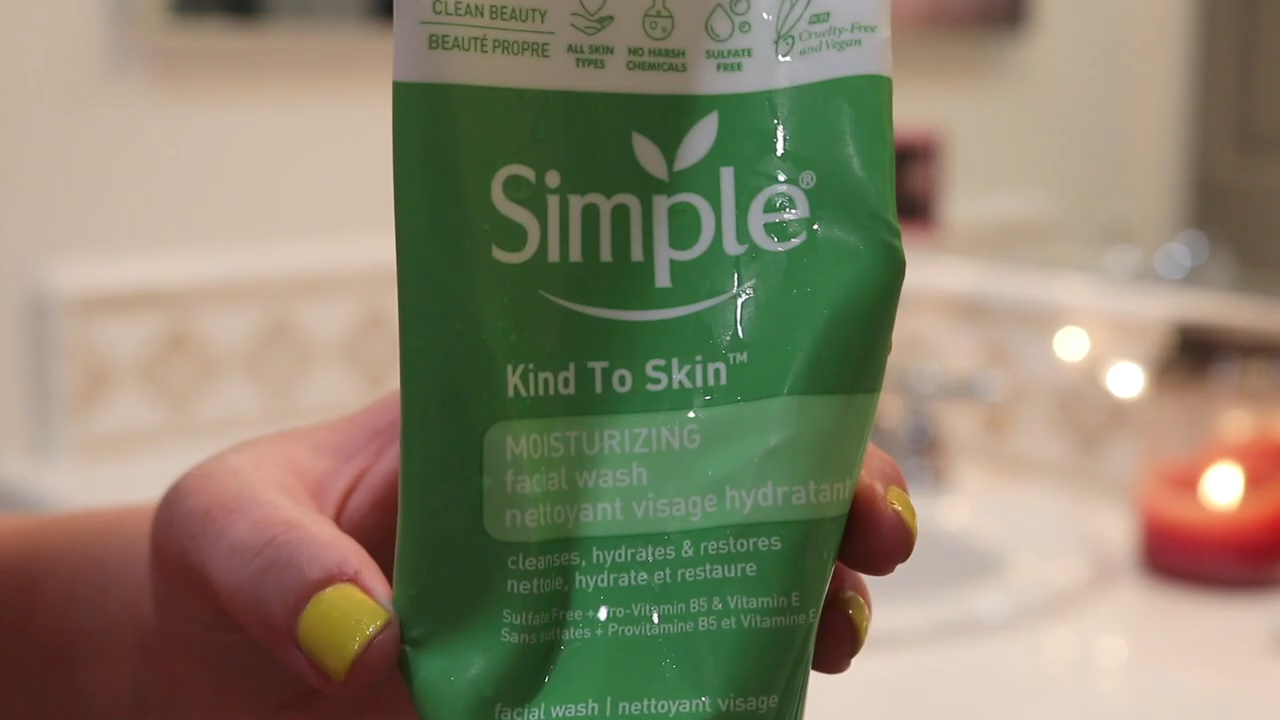 CLEAN BEAUTY
BEAUTÉ PROPRE
ALL SKIN
TYPES
NO HARSH
CHEMICALS
SULFATE
FREE
Cruelty-Free
and Vegan
Simple®
Kind To Skin™
MOISTURIZING
facial wash
nettoyant visage hydratant
cleanses, hydrates & restores
nettoie, hydrate et restaure
Sulfate Free + Pro-Vitamin B5 & Vitamin E
Sans sulfates + Provitamine B5 et Vitamine E
facial wash | nettoyant visage